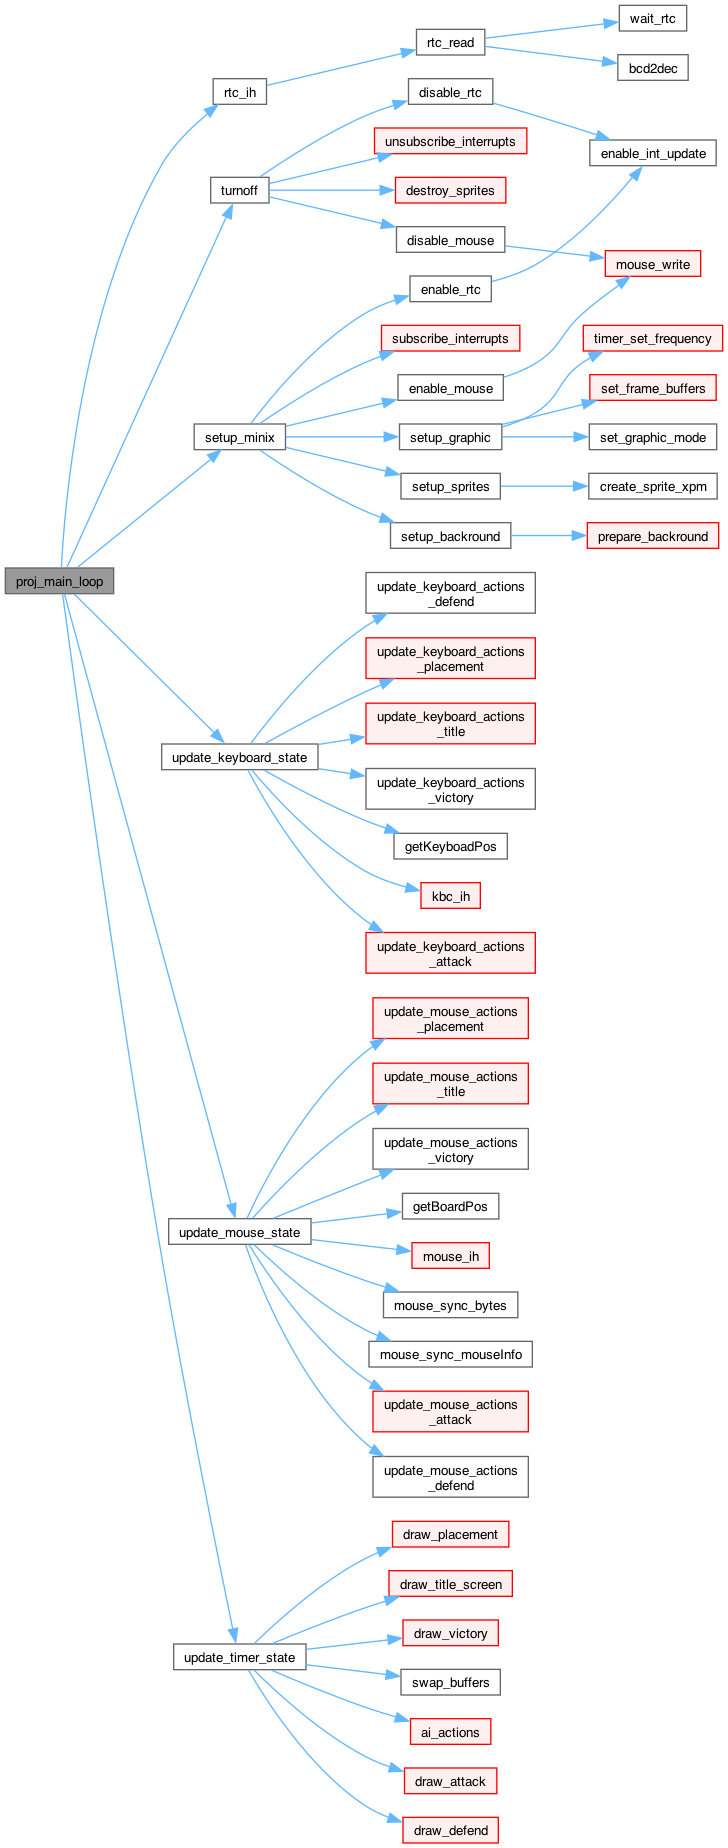 wait_rtc
rtc_read
bcd2dec
rtc_ih
disable_rtc
unsubscribe_interrupts
enable_int_update
turnoff
destroy_sprites
disable_mouse
mouse_write
enable_rtc
subscribe_interrupts
timer_set_frequency
enable_mouse
set_frame_buffers
setup_minix
setup_graphic
set_graphic_mode
setup_sprites
create_sprite_xpm
setup_backround
prepare_backround
proj_main_loop
update_keyboard_actions
_defend
update_keyboard_actions
_placement
update_keyboard_actions
_title
update_keyboard_state
update_keyboard_actions
_victory
getKeyboadPos
kbc_ih
update_keyboard_actions
_attack
update_mouse_actions
_placement
update_mouse_actions
_title
update_mouse_actions
_victory
getBoardPos
update_mouse_state
mouse_ih
mouse_sync_bytes
mouse_sync_mouseInfo
update_mouse_actions
_attack
update_mouse_actions
_defend
draw_placement
draw_title_screen
draw_victory
update_timer_state
swap_buffers
ai_actions
draw_attack
draw_defend